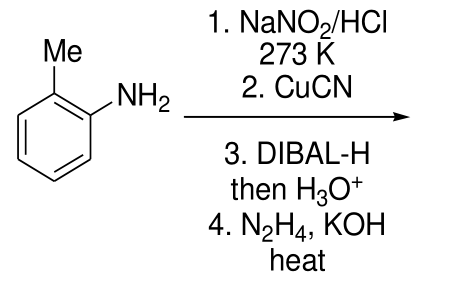 Me
NH₂
1. NaNO₂/HCl
273 K
2. CuCN
3. DIBAL-H
then H₃O⁺
4. N₂H₄, KOH
heat